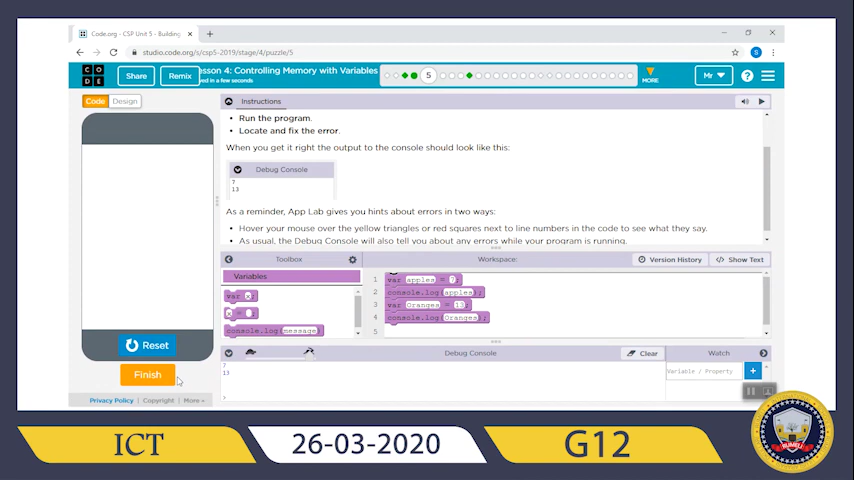 Code.org - CSP Unit 5 - Building
studio.code.org/s/csp5-2019/stage/4/puzzle/5
CODE
Share
Remix
esson 4: Controlling Memory with Variables
ed in a few seconds
5
MORE
Mr
Code
Design
Instructions
Run the program.
Locate and fix the error.
When you get it right the output to the console should look like this:
Debug Console
7
13
As a reminder, App Lab gives you hints about errors in two ways:
Hover your mouse over the yellow triangles or red squares next to line numbers in the code to see what they say.
As usual, the Debug Console will also tell you about any errors while your program is running.
Toolbox
Workspace:
Version History
Show Text
Variables
var x;
x = ;
console.log(message)
1 var apples = 7;
2 console.log(apples);
3 var Oranges = 13;
4 console.log(Oranges);
5
Reset
Finish
Debug Console
Clear
Watch
7
13
>
Variable / Property
Privacy Policy
Copyright
More
ICT
26-03-2020
G12